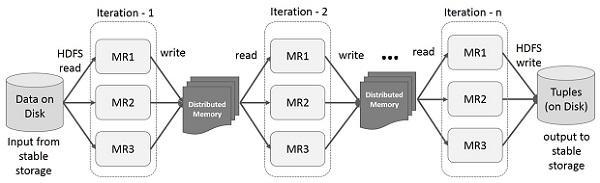 Iteration - 1
Iteration - 2
Iteration - n
HDFS
read
MR1
write
read
MR1
write
•••
read
MR1
HDFS
write
Data on
Disk
MR2
Distributed
Memory
MR2
Distributed
Memory
MR2
Tuples
(on Disk)
Input from
stable
storage
MR3
MR3
MR3
output to
stable
storage